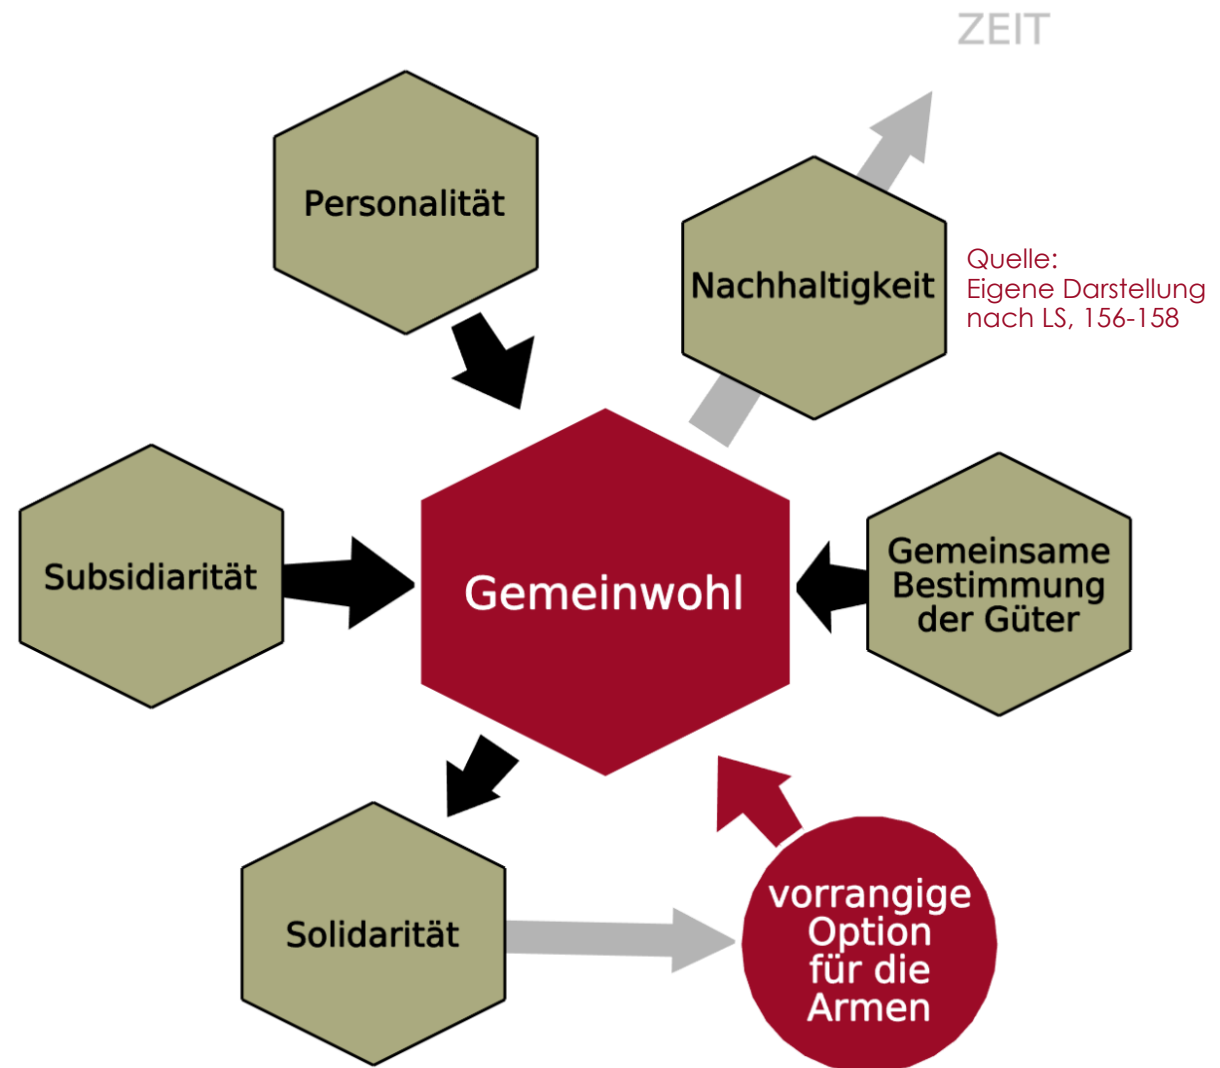 ZEIT
Personalität
Nachhaltigkeit
Quelle:
Eigene Darstellung
nach LS, 156-158
Subsidiarität
Gemeinwohl
Gemeinsame
Bestimmung
der Güter
Solidarität
vorrangige
Option
für die
Armen